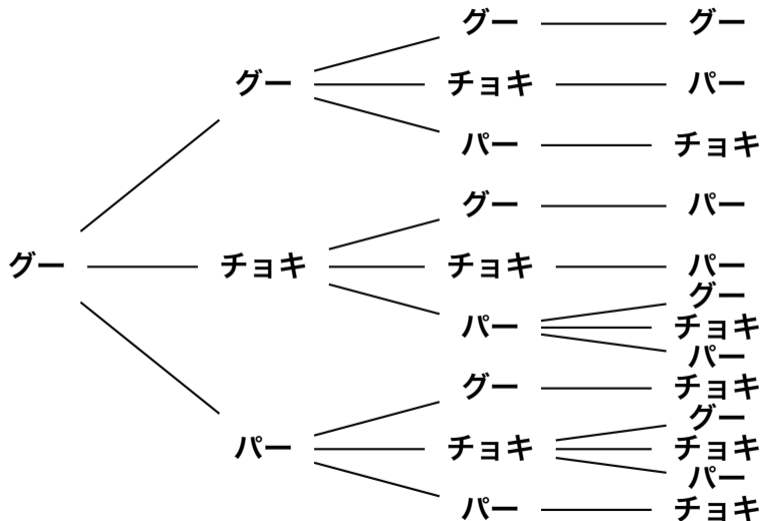 グー グー
グー チョキ パー
パー チョキ
グー パー
グー チョキ チョキ パー
グー
パー チョキ
パー
グー チョキ
グー
パー チョキ チョキ
パー
パー チョキ